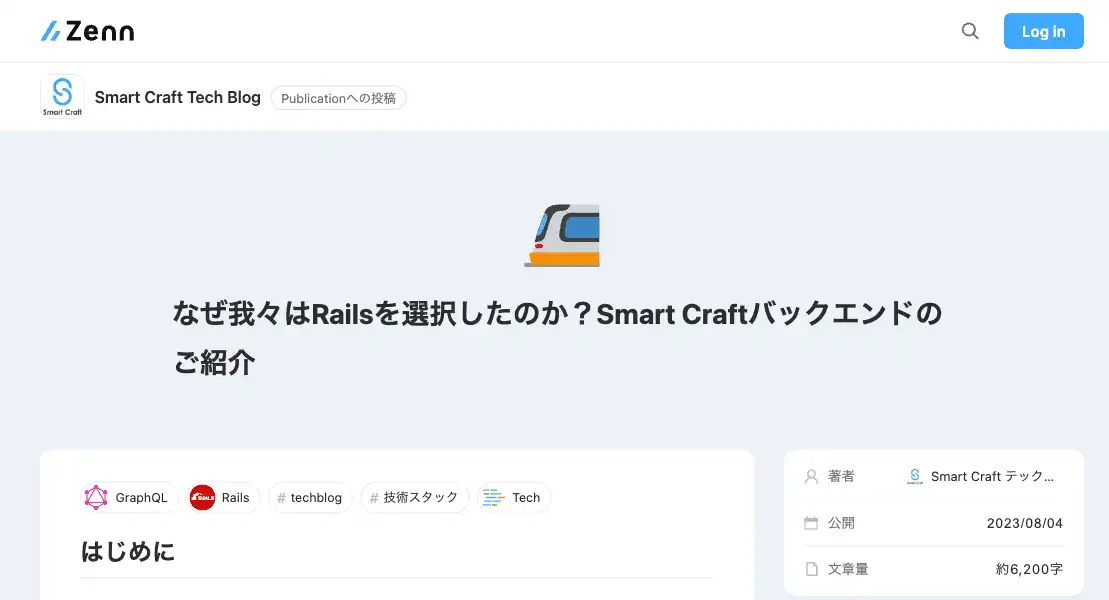 Zenn
Log in
Smart Craft
Smart Craft Tech Blog
Publicationへの投稿
なぜ我々はRailsを選択したのか？Smart Craftバックエンドの
ご紹介
GraphQL
RAILS
Rails
# techblog
# 技術スタック
Tech
はじめに
著者
Smart Craft テック...
公開
2023/08/04
文章量
約6,200字